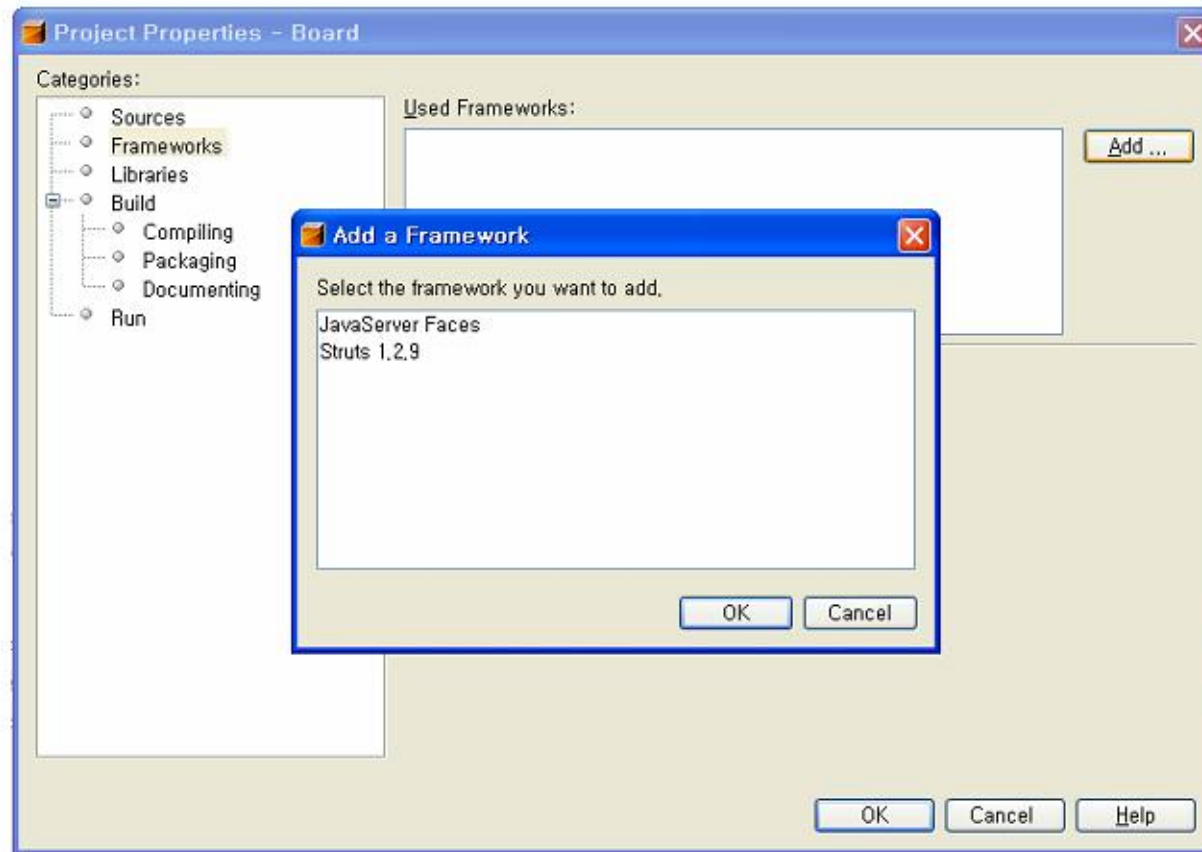 Project Properties - Board
Categories:
Sources
Frameworks
Libraries
Build
Compiling
Packaging
Documenting
Run
Used Frameworks:
Add ...
Add a Framework
Select the framework you want to add.
JavaServer Faces
Struts 1.2.9
OK
Cancel
OK
Cancel
Help